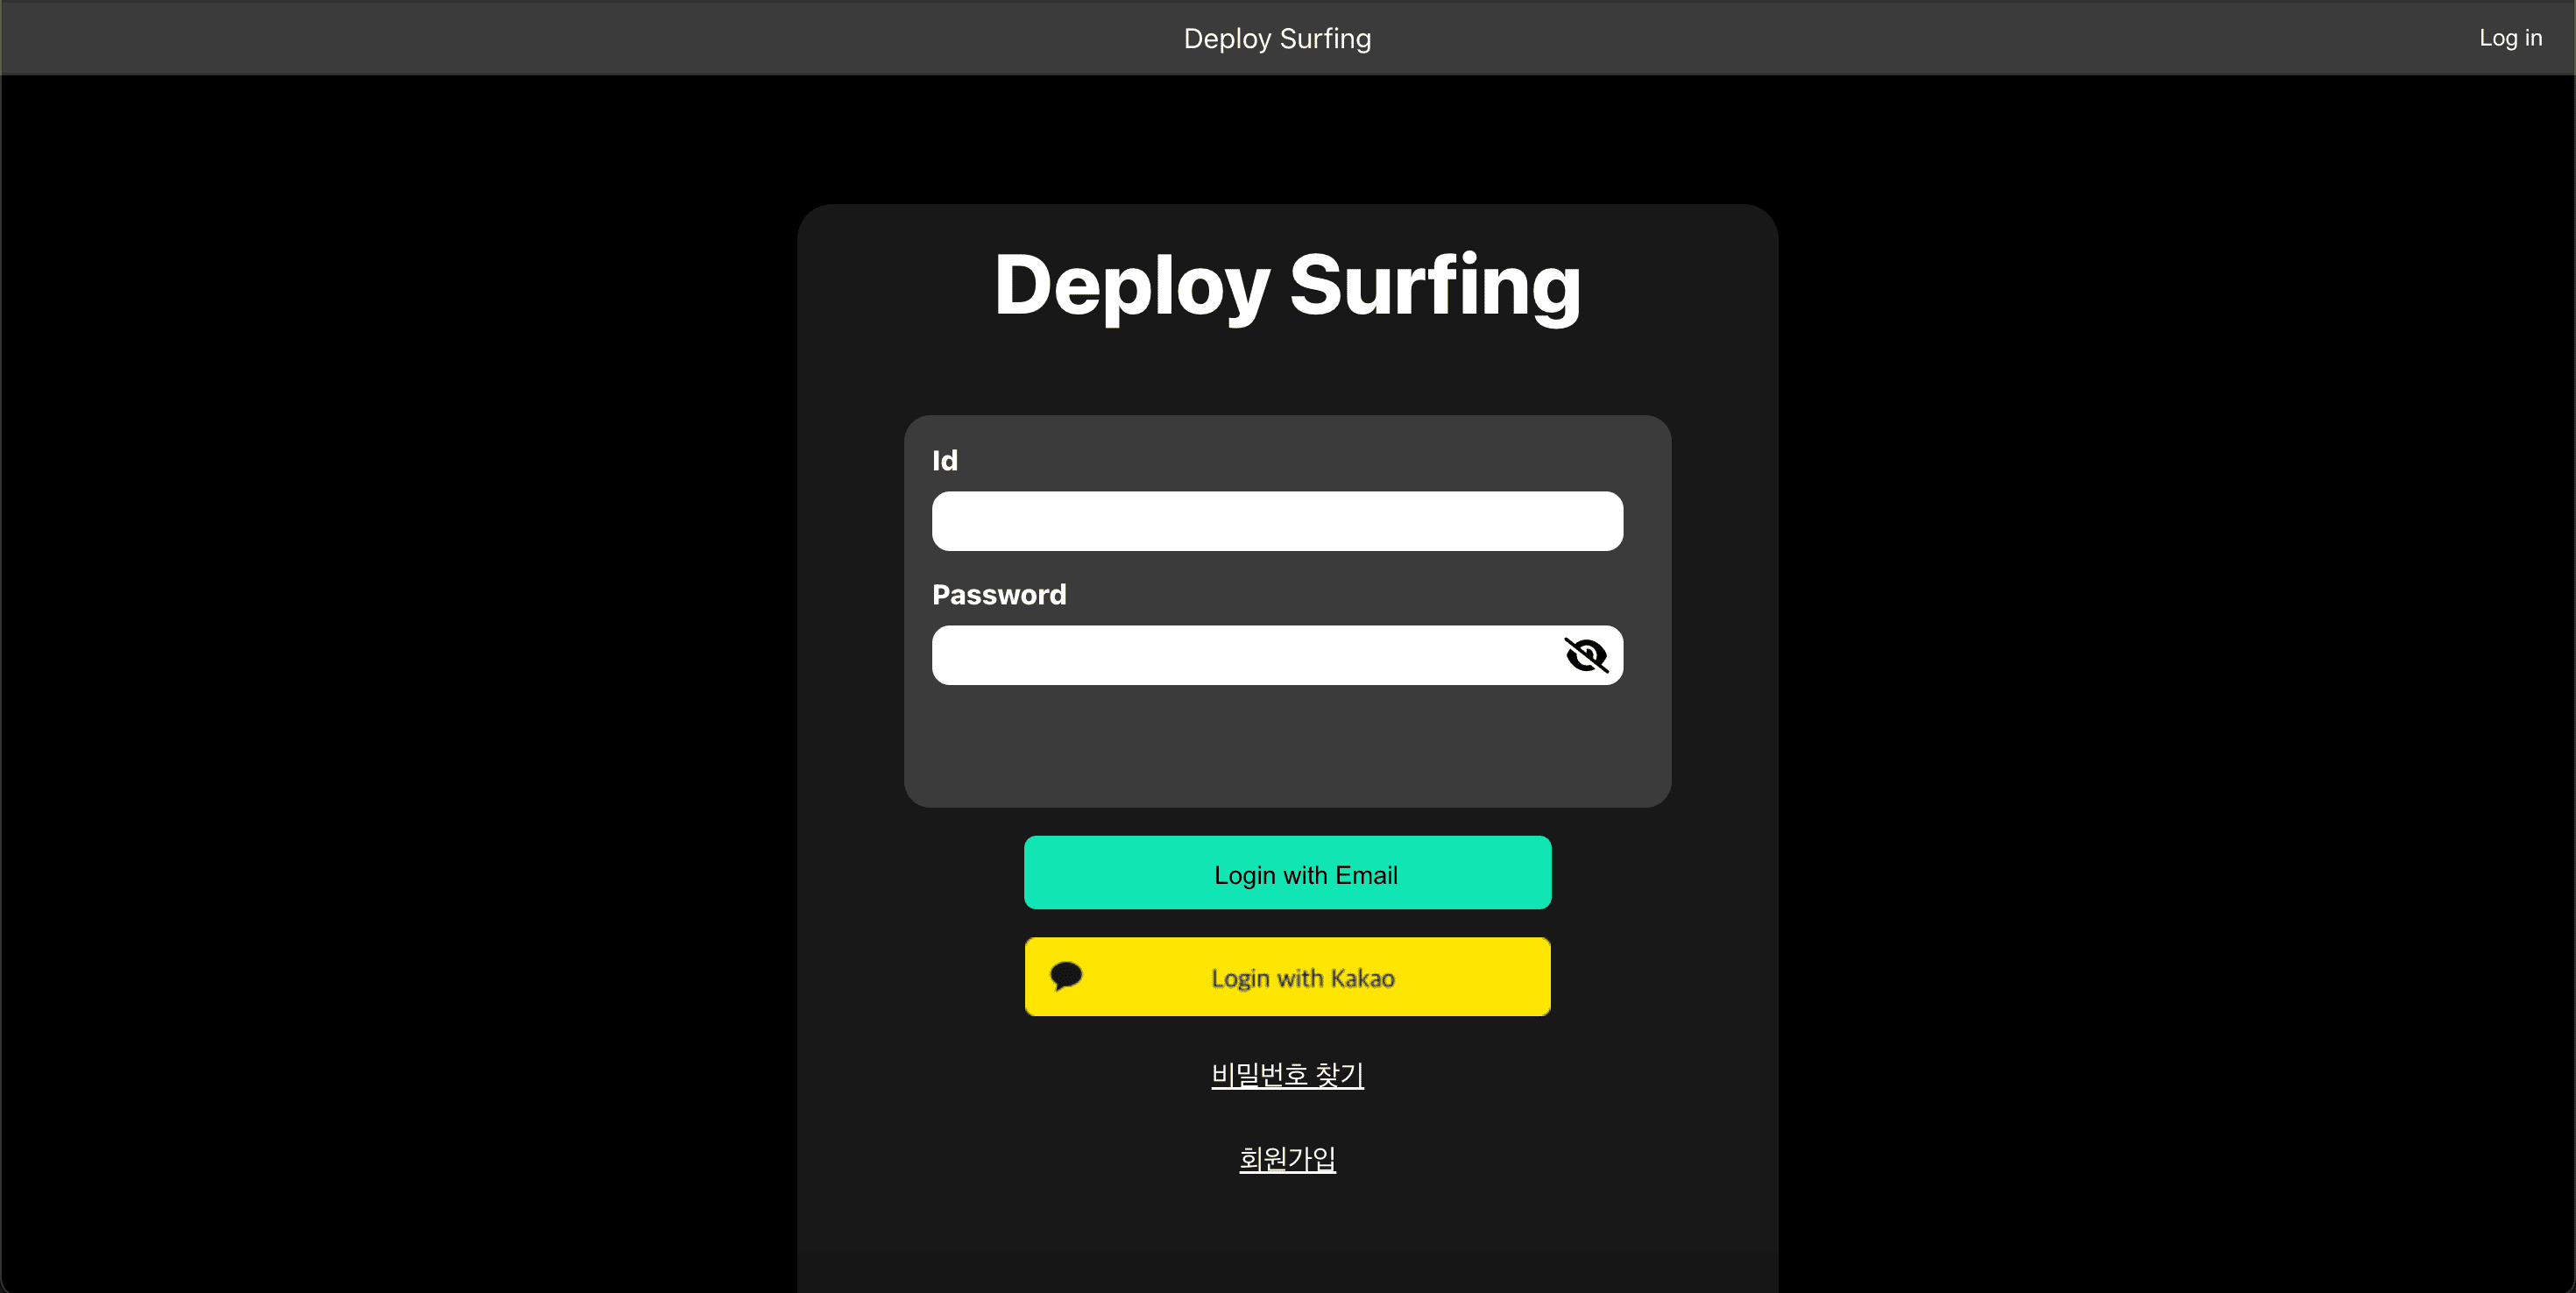 Deploy Surfing
Log in
Deploy Surfing
Id
Password
Login with Email
Login with Kakao
비밀번호 찾기
회원가입